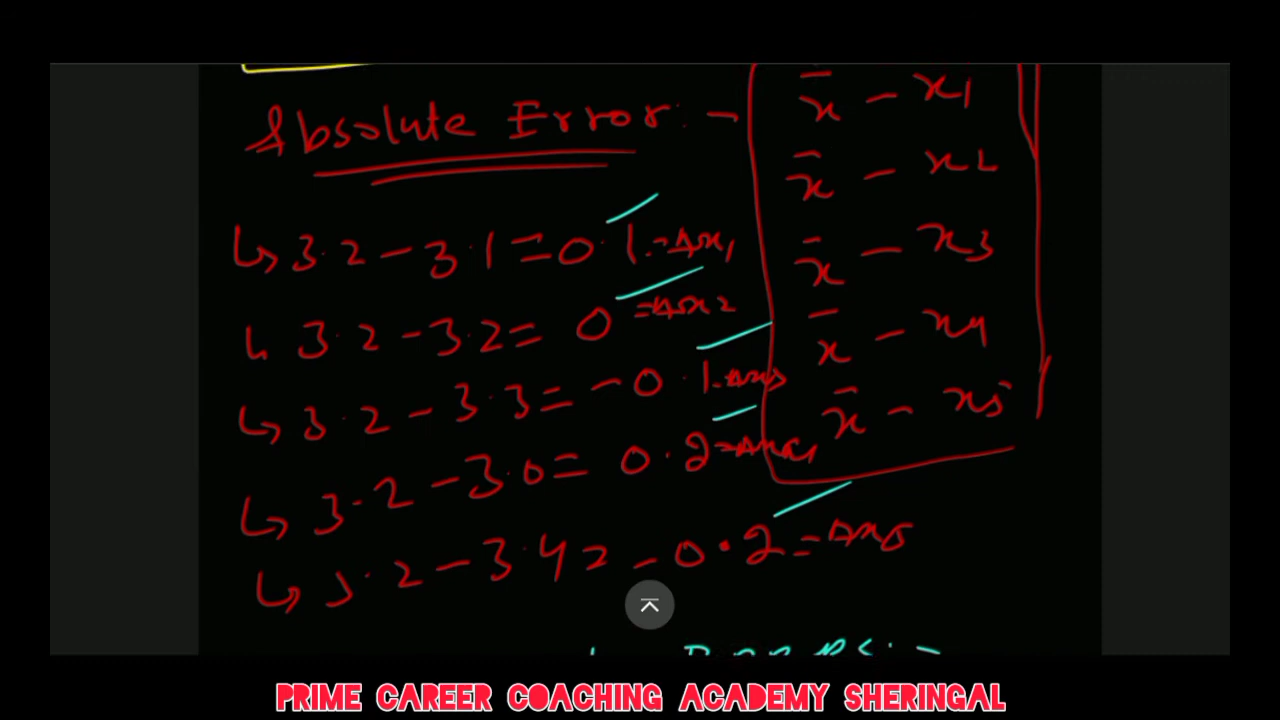 Absolute Error : -
x̄ - x1
x̄ - x2
x̄ - x3
x̄ - x4
x̄ - x5
↳ 3.2 - 3.1 = 0.1 = Δx1
↳ 3.2 - 3.2 = 0 = Δx2
↳ 3.2 - 3.3 = -0.1 = Δx3
↳ 3.2 - 3.0 = 0.2 = Δx4
↳ 3.2 - 3.4 = -0.2 = Δx5
PRIME CAREER COACHING ACADEMY SHERINGAL